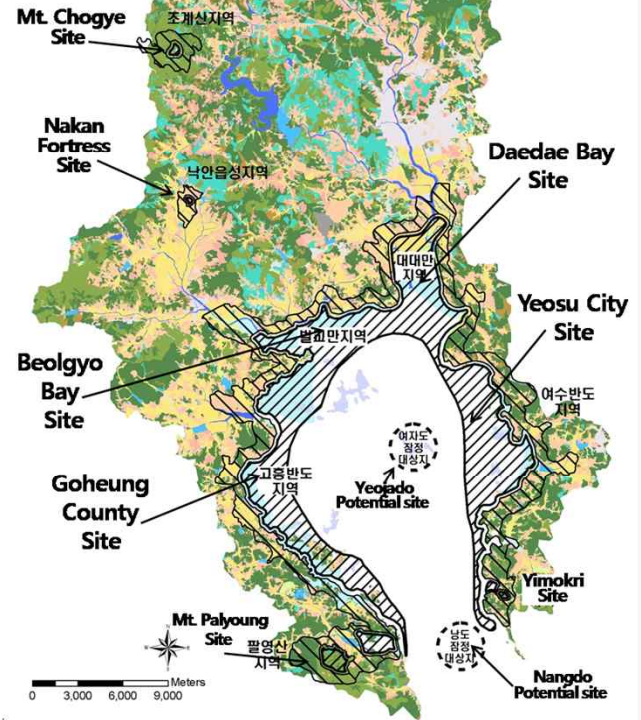 Mt. Chogye
Site
조계산지역
Nakan
Fortress
Site
낙안읍성지역
Daedae Bay
Site
대대만
지역
Yeosu City
Site
벌교만지역
Beolgyo
Bay
Site
여수반도
지역
여자도
잠정
대상지
고흥반도
지역
Yeojado
Potential site
Goheung
County
Site
Yimokri
Site
Mt. Palyoung
Site
팔영산
지역
낭도
잠정
대상지
Nangdo
Potential site
Meters
0 3,000 6,000 9,000